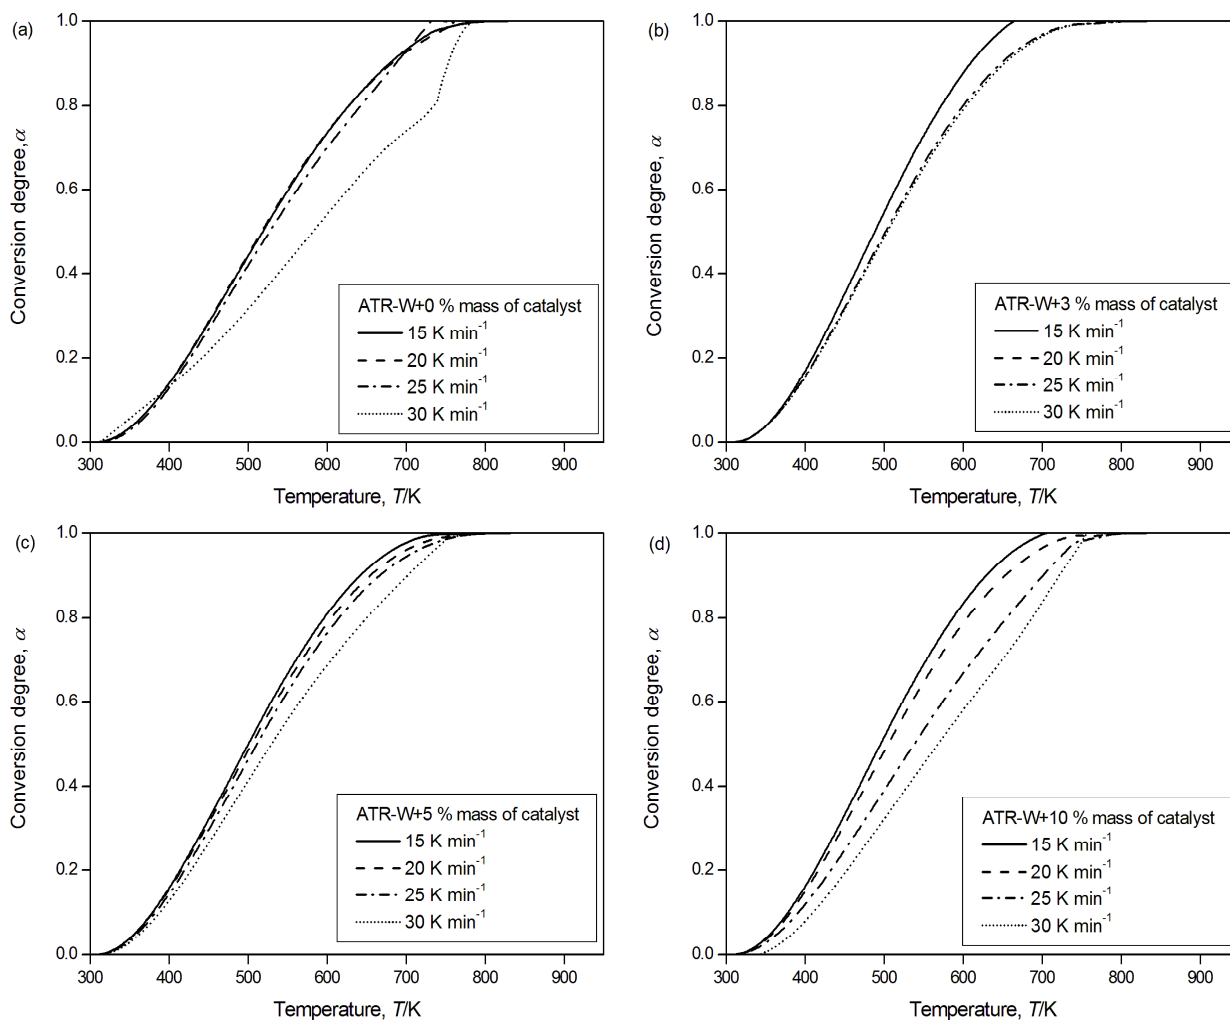 (a)
Conversion degree,α
1.0
0.8
0.6
0.4
0.2
0.0
ATR-W+0 % mass of catalyst
15 K min⁻¹
20 K min⁻¹
25 K min⁻¹
30 K min⁻¹
300 400 500 600 700 800 900
Temperature, T/K
(b)
Conversion degree, α
1.0
0.8
0.6
0.4
0.2
0.0
ATR-W+3 % mass of catalyst
15 K min⁻¹
20 K min⁻¹
25 K min⁻¹
30 K min⁻¹
300 400 500 600 700 800 900
Temperature, T/K
(c)
Conversion degree, α
1.0
0.8
0.6
0.4
0.2
0.0
ATR-W+5 % mass of catalyst
15 K min⁻¹
20 K min⁻¹
25 K min⁻¹
30 K min⁻¹
300 400 500 600 700 800 900
Temperature, T/K
(d)
Conversion degree, α
1.0
0.8
0.6
0.4
0.2
0.0
ATR-W+10 % mass of catalyst
15 K min⁻¹
20 K min⁻¹
25 K min⁻¹
30 K min⁻¹
300 400 500 600 700 800 900
Temperature, T/K